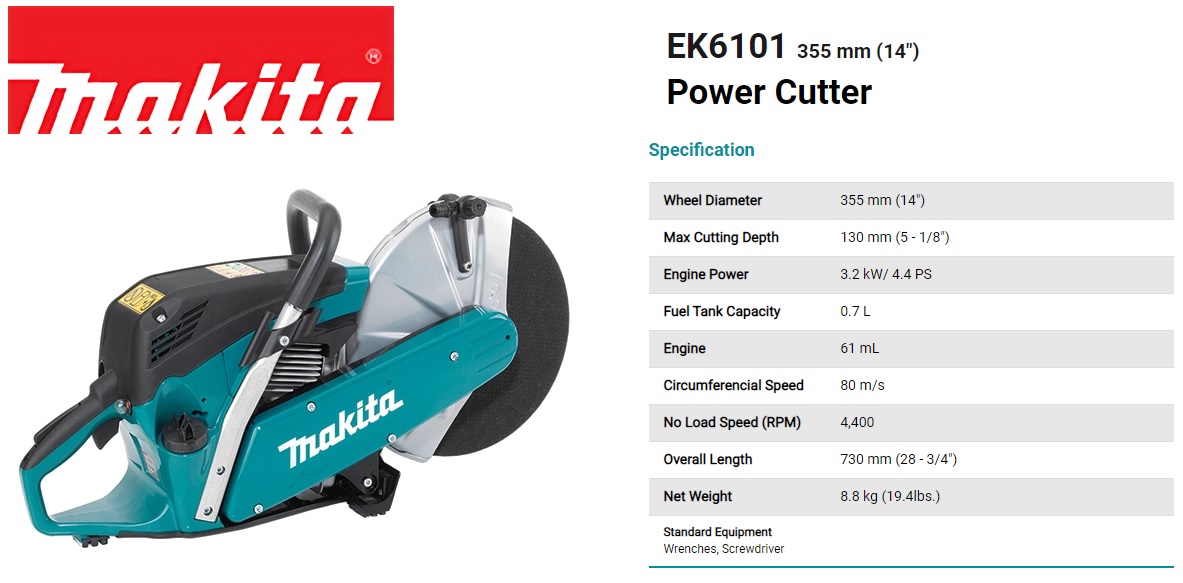 Makita
EK6101 355 mm (14")
Power Cutter
Specification
Wheel Diameter 355 mm (14")
Max Cutting Depth 130 mm (5 - 1/8")
Engine Power 3.2 kW/ 4.4 PS
Fuel Tank Capacity 0.7 L
Engine 61 mL
Circumferencial Speed 80 m/s
No Load Speed (RPM) 4,400
Overall Length 730 mm (28 - 3/4")
Net Weight 8.8 kg (19.4lbs.)
Standard Equipment
Wrenches, Screwdriver
Makita